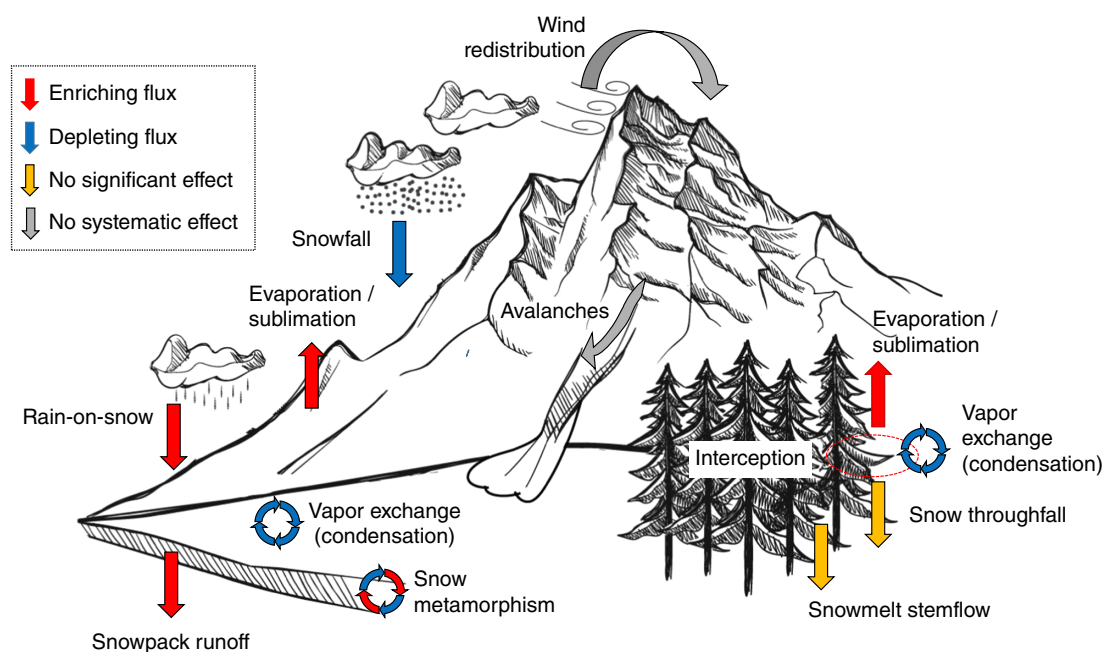 Wind
redistribution
Enriching flux
Depleting flux
No significant effect
No systematic effect
Snowfall
Evaporation /
sublimation
Avalanches
Evaporation /
sublimation
Rain-on-snow
Vapor
exchange
(condensation)
Interception
Vapor exchange
(condensation)
Snow throughfall
Snow
metamorphism
Snowmelt stemflow
Snowpack runoff